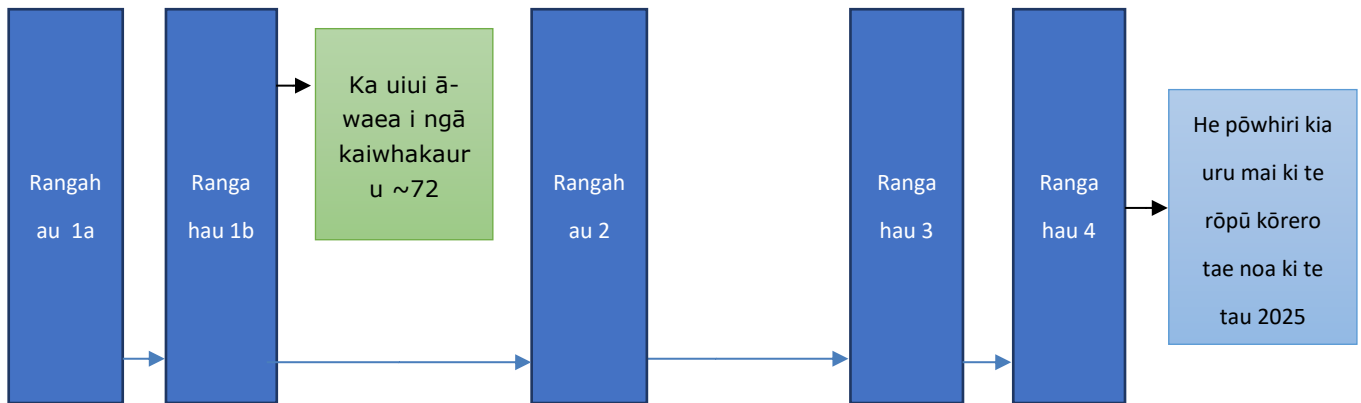 Rangah
au 1a
Ranga
hau 1b
Ka uiui ā-
waea i ngā
kaiwhakaur
u ~72
Rangah
au 2
Ranga
hau 3
Ranga
hau 4
He pōwhiri kia
uru mai ki te
rōpū kōrero
tae noa ki te
tau 2025